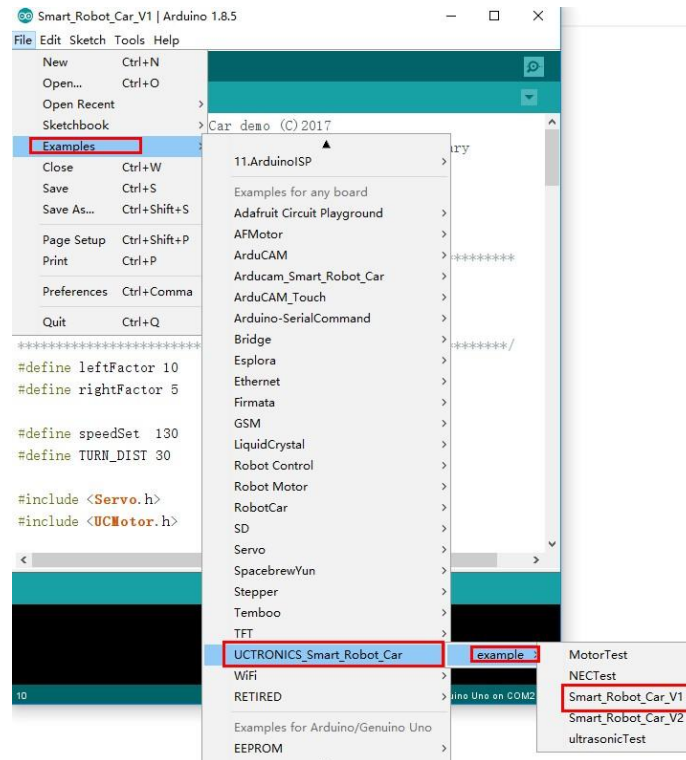 Smart_Robot_Car_V1 | Arduino 1.8.5
File Edit Sketch Tools Help
New Ctrl+N
Open... Ctrl+O
Open Recent
Sketchbook
Examples
Close Ctrl+W
Save Ctrl+S
Save As... Ctrl+Shift+S
Page Setup Ctrl+Shift+P
Print Ctrl+P
Preferences Ctrl+Comma
Quit Ctrl+Q
Car demo (C)2017
*********
*************************/
#define leftFactor 10
#define rightFactor 5
#define speedSet 130
#define TURN_DIST 30
#include <Servo.h>
#include <UCMotor.h>
10
on COM2
11.ArduinoISP
Examples for any board
Adafruit Circuit Playground
AFMotor
ArduCAM
Arducam_Smart_Robot_Car
ArduCAM_Touch
Arduino-SerialCommand
Bridge
Esplora
Ethernet
Firmata
GSM
LiquidCrystal
Robot Control
Robot Motor
RobotCar
SD
Servo
SpacebrewYun
Stepper
Temboo
TFT
UCTRONICS_Smart_Robot_Car
WiFi
RETIRED
Examples for Arduino/Genuino Uno
EEPROM
example
MotorTest
NECTest
Smart_Robot_Car_V1
Smart_Robot_Car_V2
ultrasonicTest